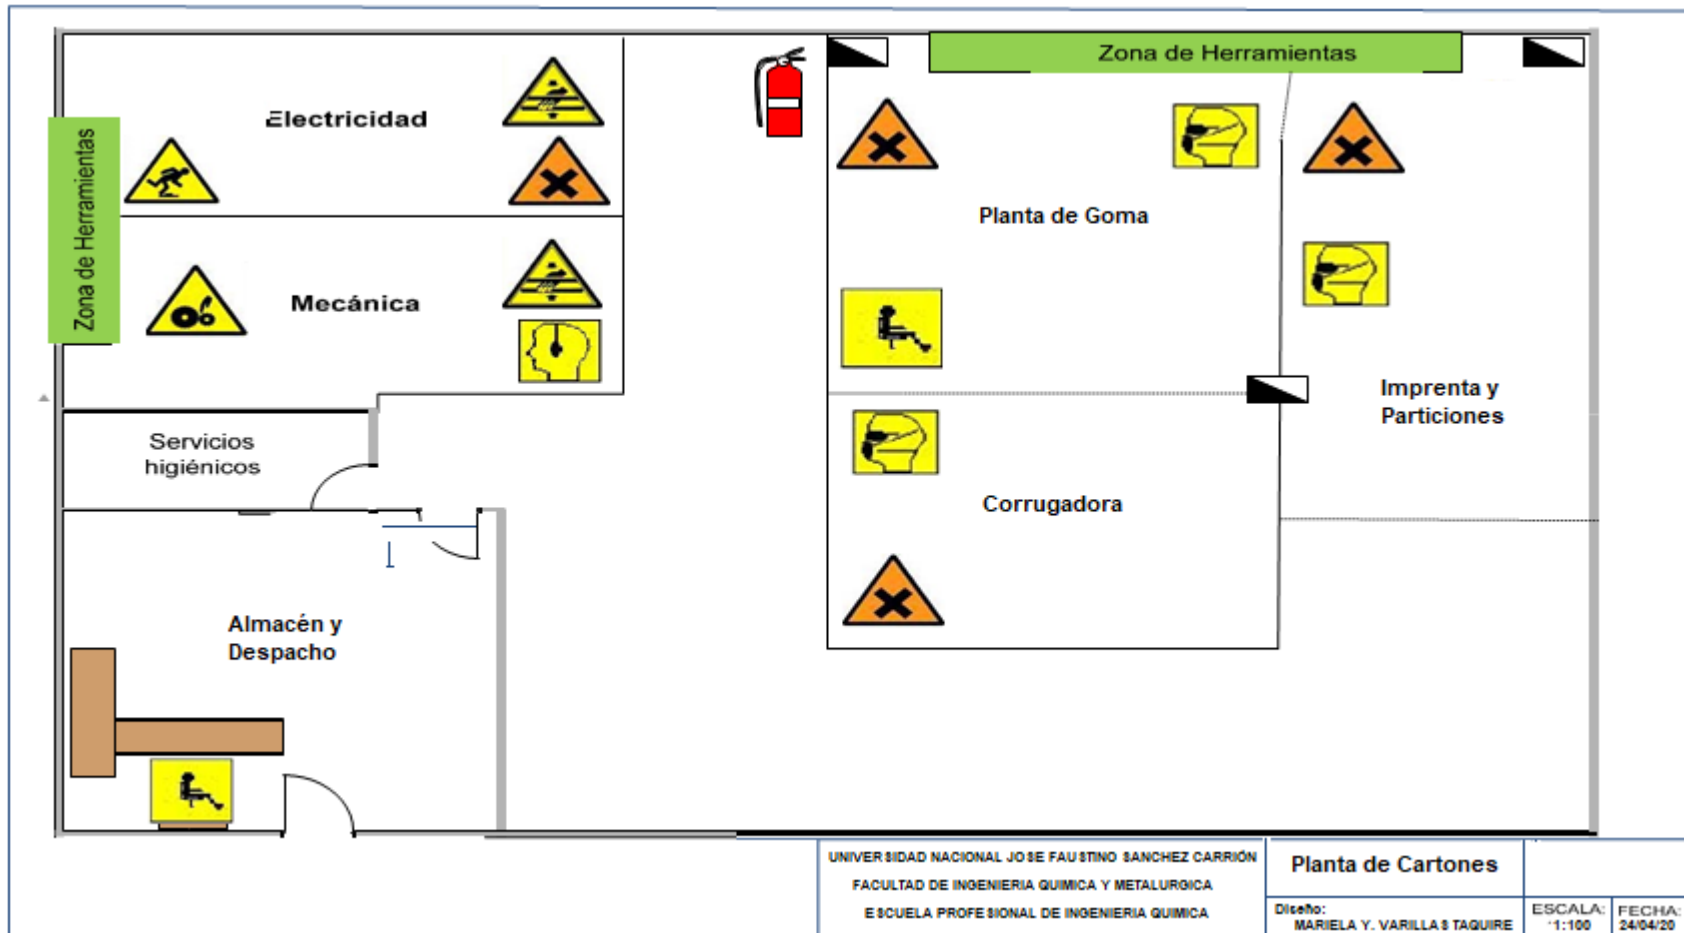 Zona de Herramientas
Electricidad
Zona de Herramientas
Planta de Goma
Mecánica
Imprenta y
Particiones
Servicios
higiénicos
Corrugadora
Almacén y
Despacho
UNIVERSIDAD NACIONAL JOSE FAUSTINO SANCHEZ CARRIÓN
FACULTAD DE INGENIERIA QUIMICA Y METALURGICA
ESCUELA PROFESIONAL DE INGENIERIA QUIMICA
Planta de Cartones
Diseño:
MARIELA Y. VARILLAS TAQUIRE
ESCALA:
1:100
FECHA:
24/04/20